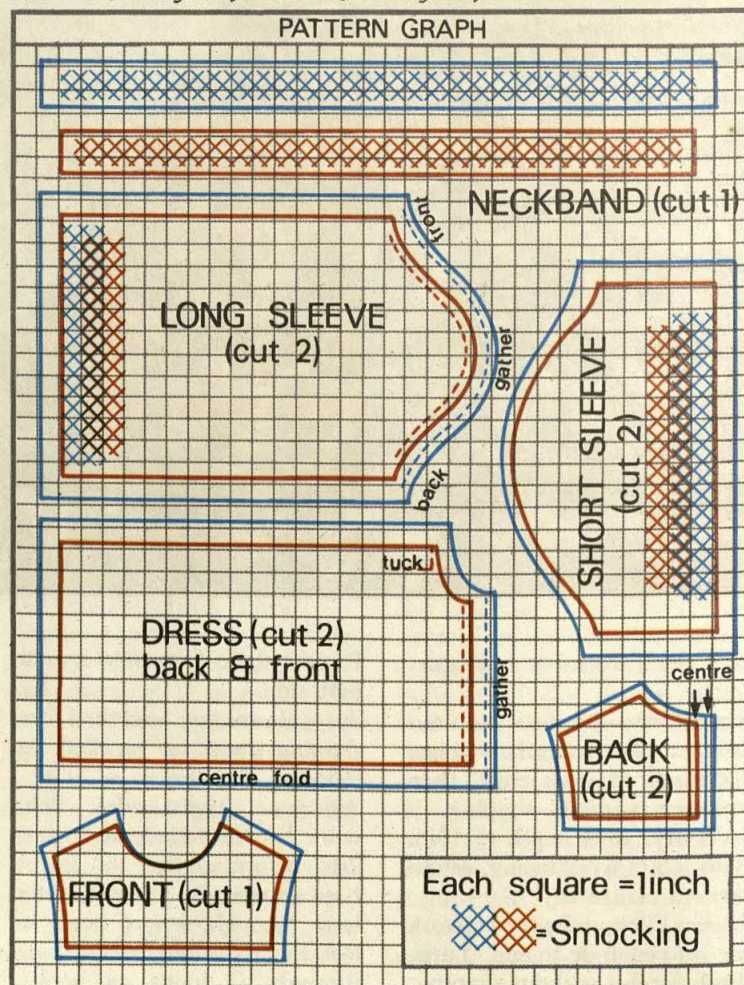 PATTERN GRAPH
NECKBAND (cut 1)
front
LONG SLEEVE
(cut 2)
gather
back
SHORT SLEEVE
(cut 2)
tuck
DRESS (cut 2)
back & front
gather
centre fold
centre
BACK
(cut 2)
FRONT (cut 1)
Each square = 1inch
=Smocking